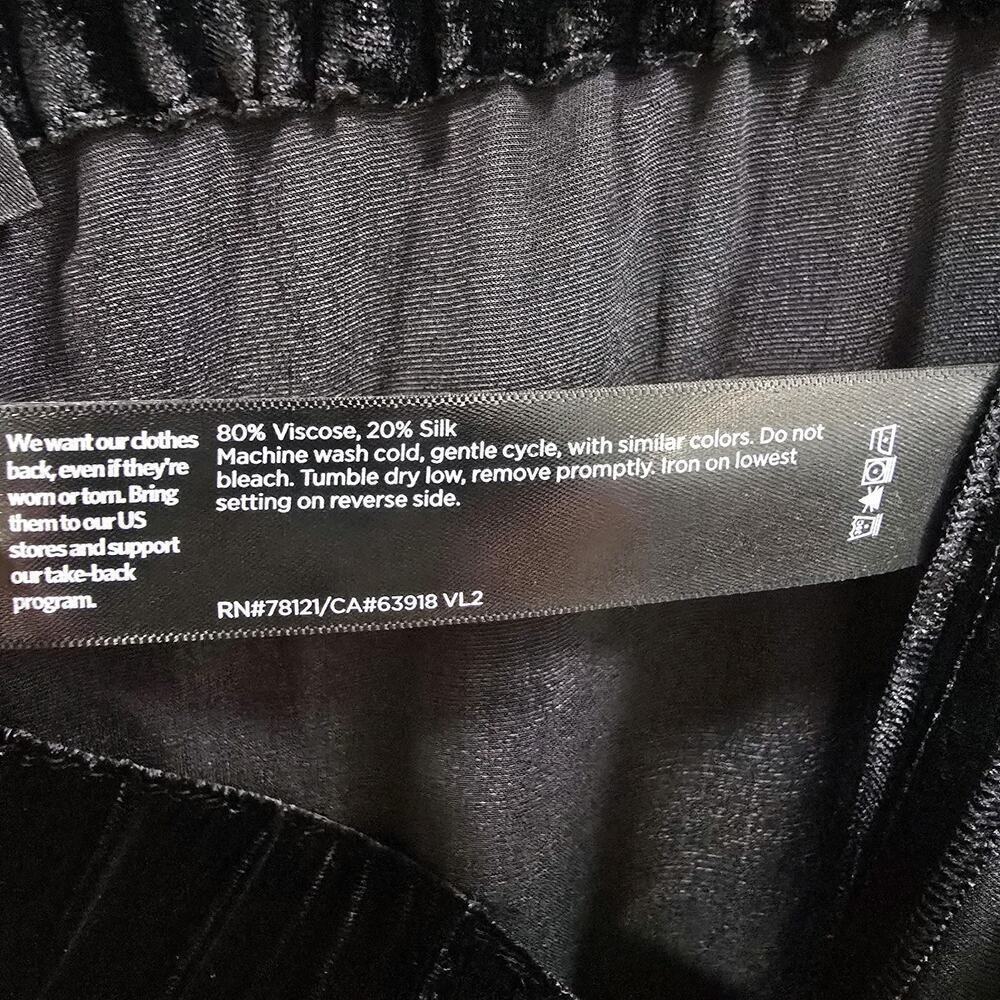 We want our clothes
back, even if they're
worn or torn. Bring
them to our US
stores and support
our take-back
program.
80% Viscose, 20% Silk
Machine wash cold, gentle cycle, with similar colors. Do not
bleach. Tumble dry low, remove promptly. Iron on lowest
setting on reverse side.
RN#78121/CA#63918 VL2